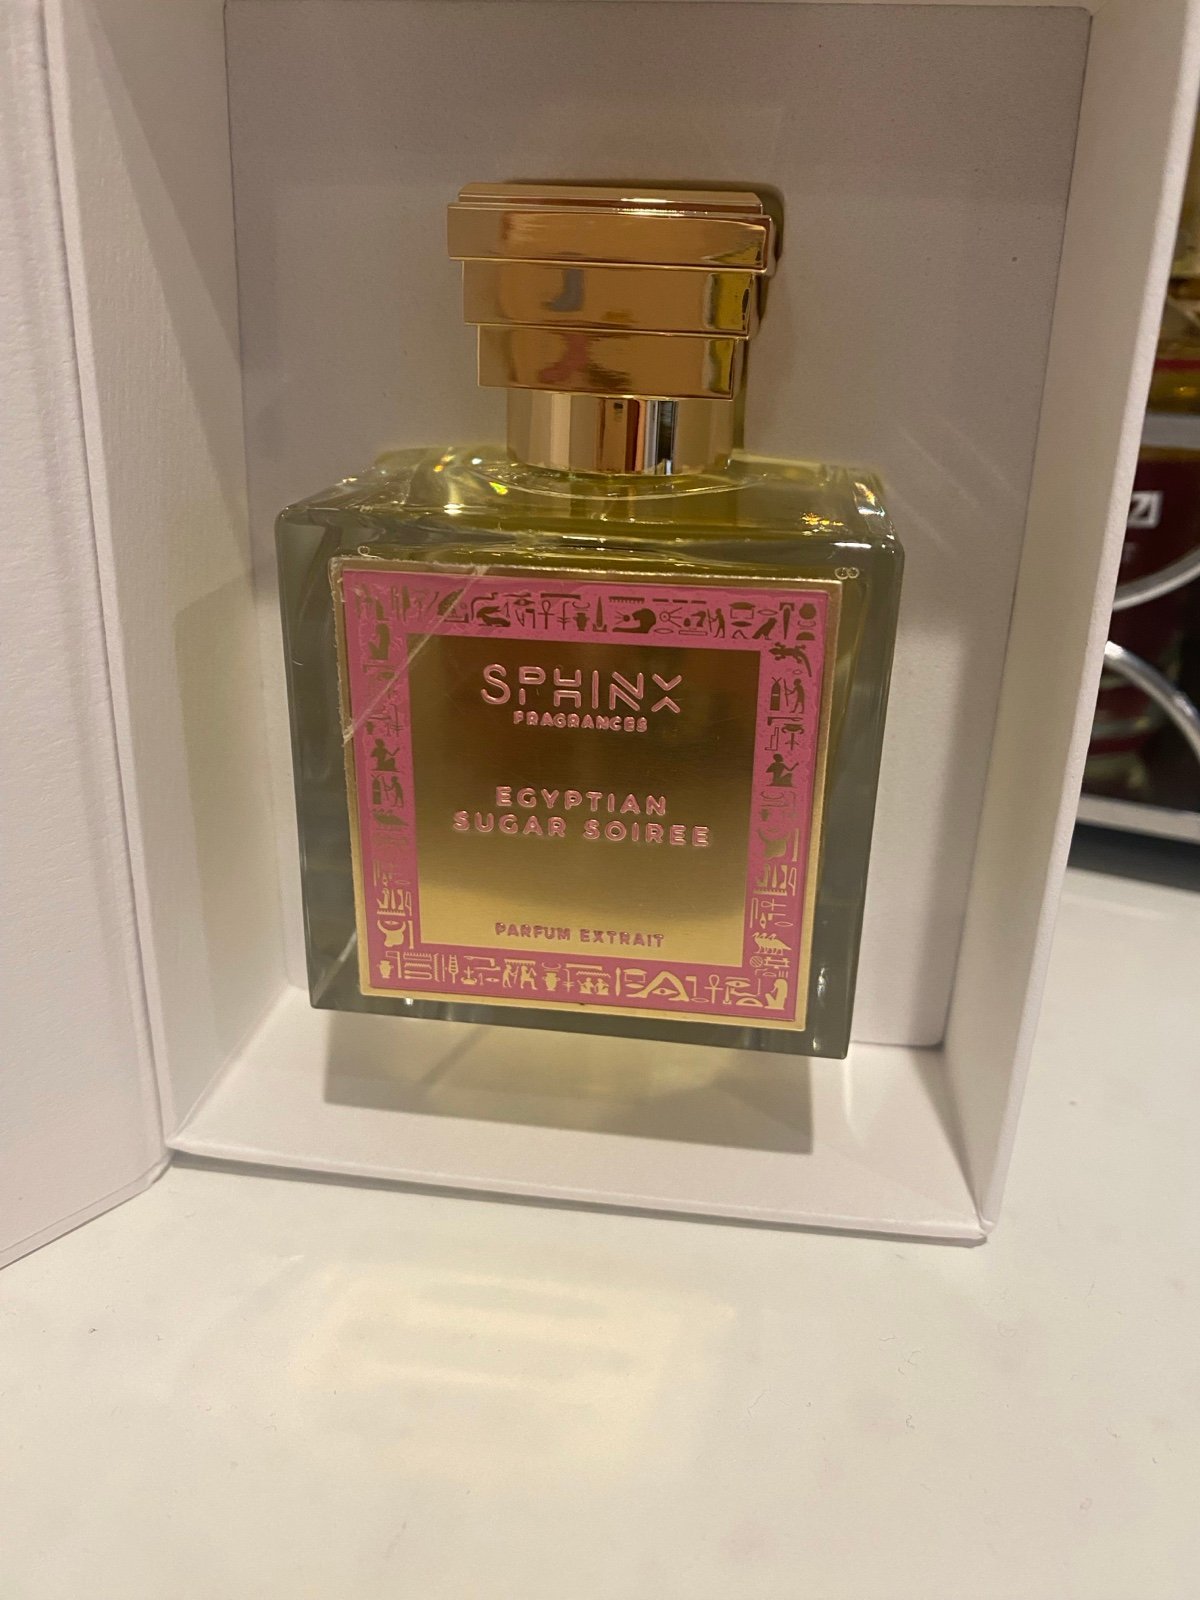 SPHINX
FRAGRANCES
EGYPTIAN
SUGAR SOIREE
PARFUM EXTRAIT